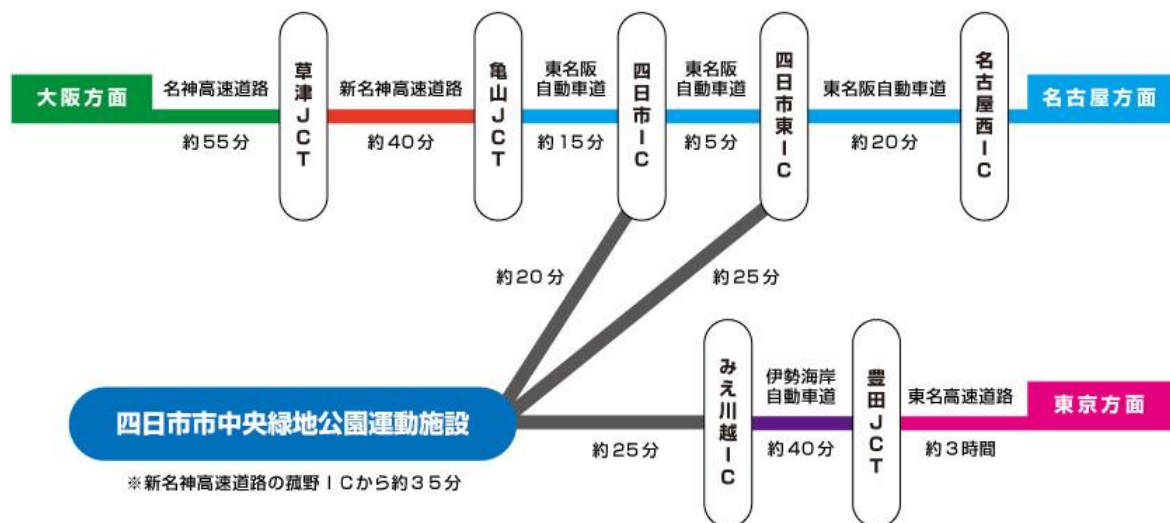 大阪方面
名神高速道路
約55分
草津JCT
新名神高速道路
約40分
亀山JCT
東名阪
自動車道
約15分
四日市IC
東名阪
自動車道
約5分
四日市東IC
東名阪自動車道
約20分
名古屋西IC
名古屋方面
約20分
約25分
四日市市中央緑地公園運動施設
約25分
みえ川越IC
伊勢海岸
自動車道
約40分
豊田JCT
東名高速道路
約3時間
東京方面
※新名神高速道路の菰野ICから約35分